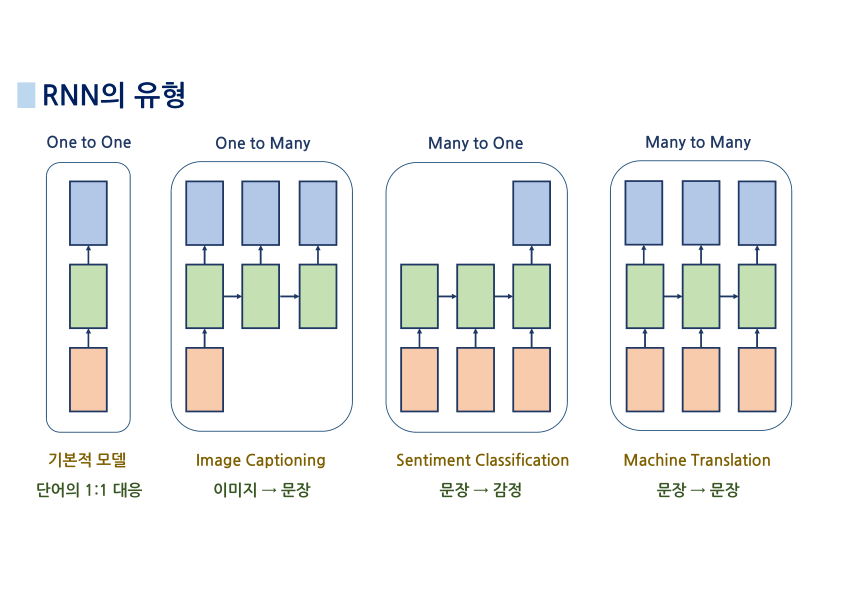 RNN의 유형
One to One
One to Many
Many to One
Many to Many
기본적 모델
단어의 1:1 대응
Image Captioning
이미지 → 문장
Sentiment Classification
문장 → 감정
Machine Translation
문장 → 문장